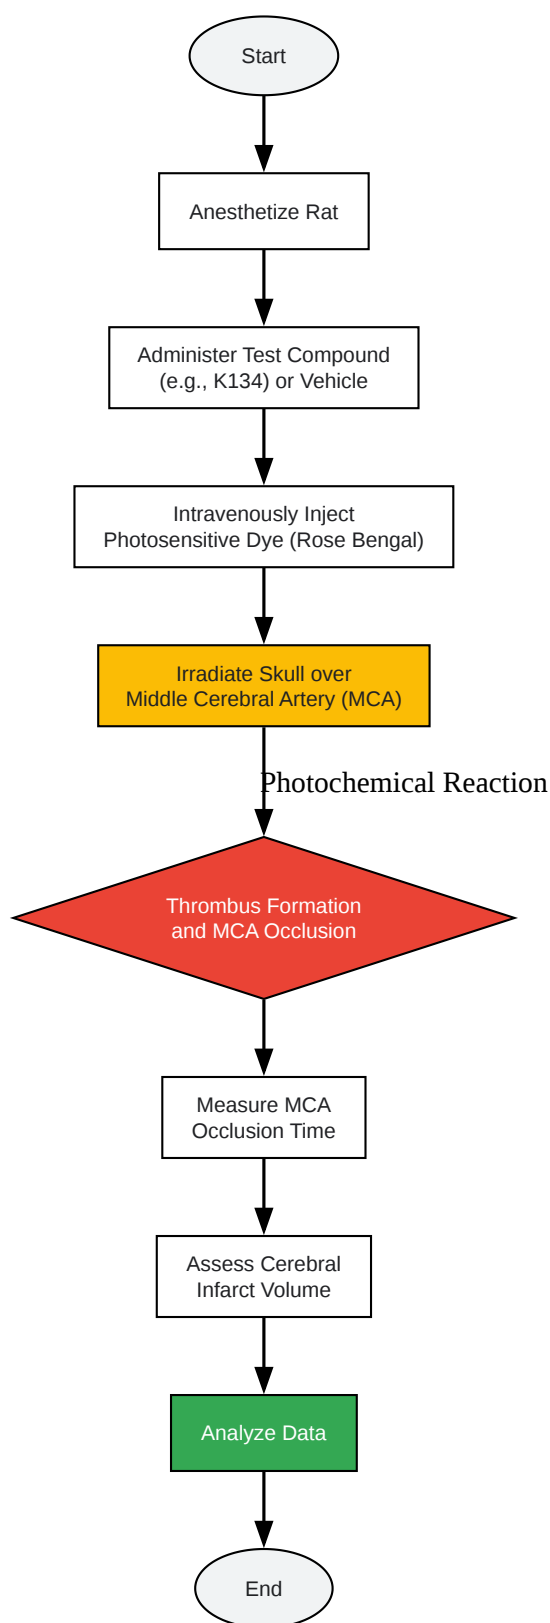 Start
Anesthetize Rat
Administer Test Compound
(e.g., K134) or Vehicle
Intravenously Inject
Photosensitive Dye (Rose Bengal)
Irradiate Skull over
Middle Cerebral Artery (MCA)
Photochemical Reaction
Thrombus Formation
and MCA Occlusion
Measure MCA
Occlusion Time
Assess Cerebral
Infarct Volume
Analyze Data
End